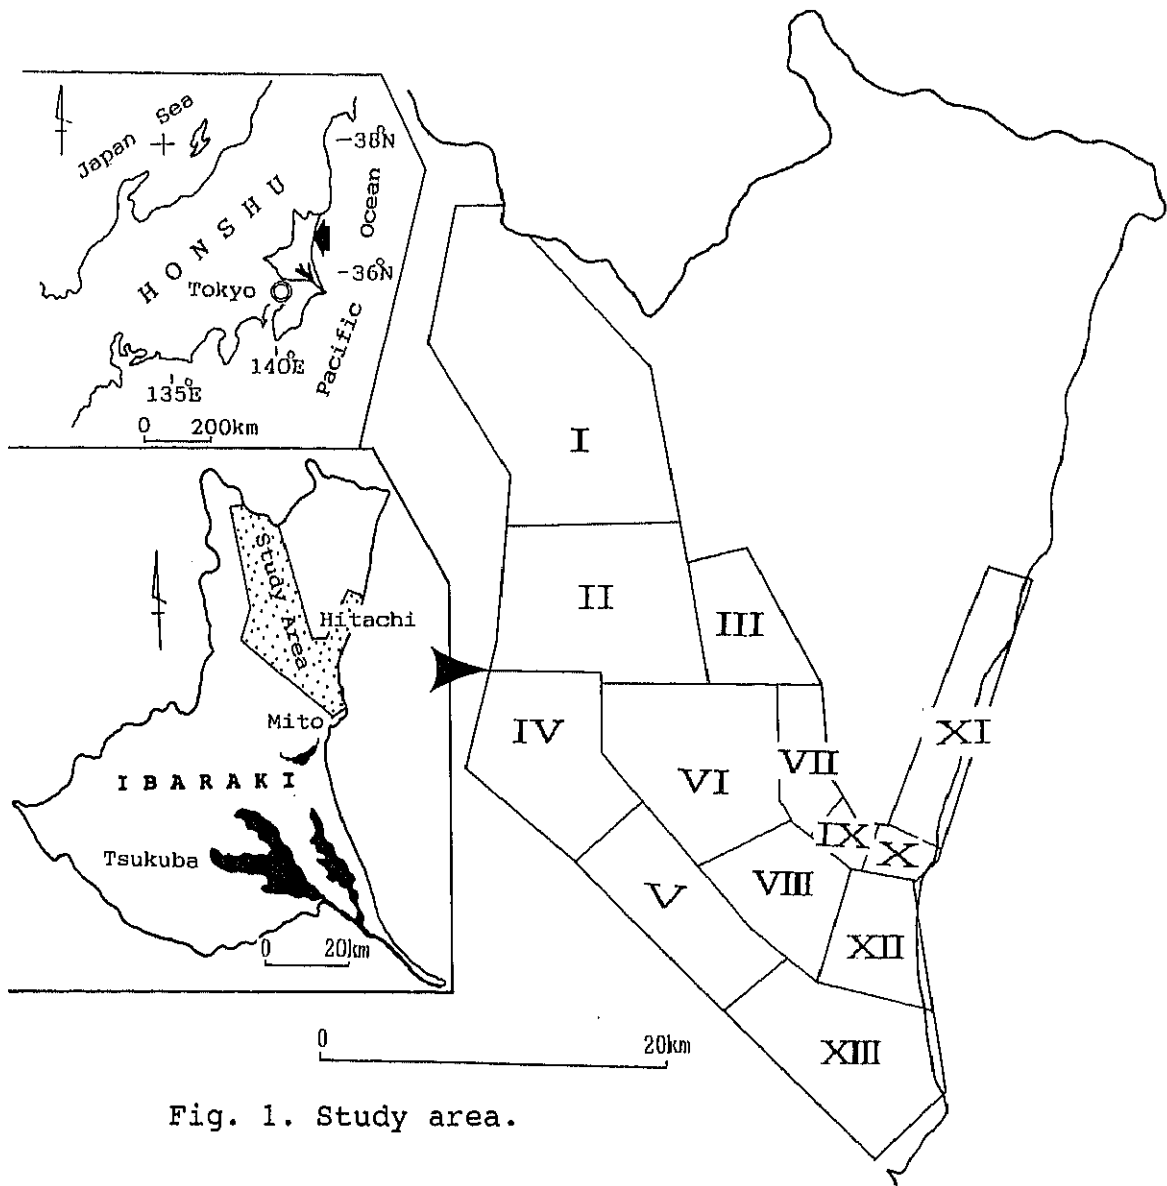 Japan Sea
-38°N
HONSHU
Pacific Ocean
-36°N
Tokyo
140°E
135°E
0 200km
Study Area
Hitachi
Mito
IBARAKI
Tsukuba
0 20km
I
II
III
IV
VI
VII
XI
IX
X
V
VIII
XII
XIII
0 20km
Fig. 1. Study area.